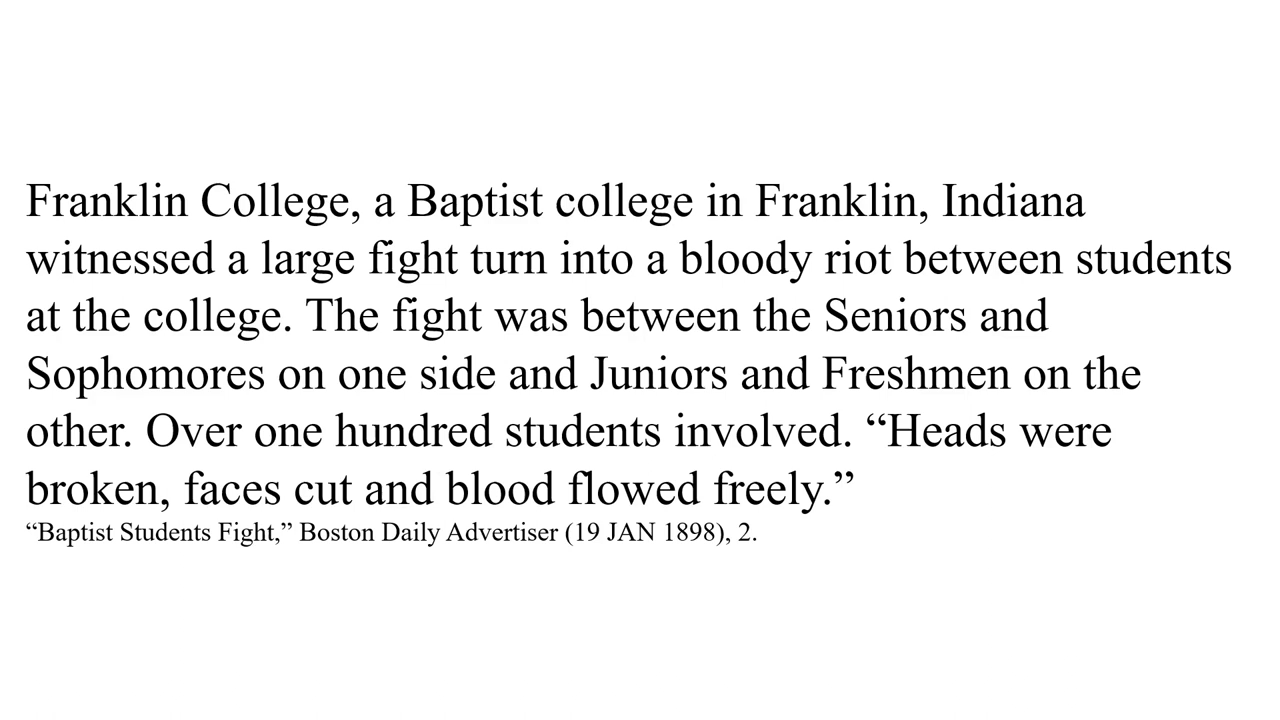 Franklin College, a Baptist college in Franklin, Indiana
witnessed a large fight turn into a bloody riot between students
at the college. The fight was between the Seniors and
Sophomores on one side and Juniors and Freshmen on the
other. Over one hundred students involved. “Heads were
broken, faces cut and blood flowed freely.”
“Baptist Students Fight,” Boston Daily Advertiser (19 JAN 1898), 2.